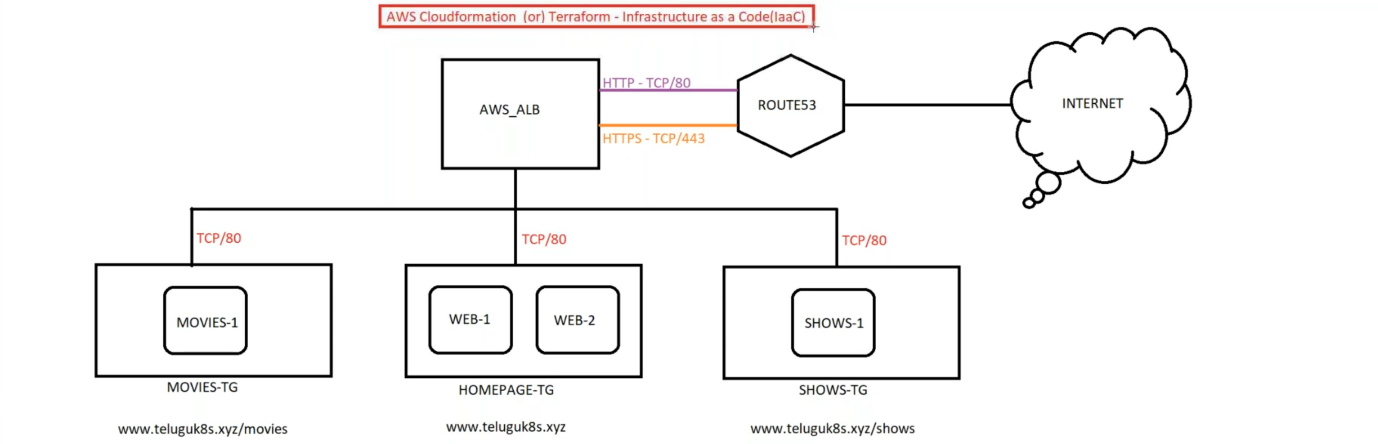 AWS Cloudformation (or) Terraform - Infrastructure as a Code(IaaC)
HTTP - TCP/80
AWS_ALB
ROUTE53
INTERNET
HTTPS - TCP/443
TCP/80
TCP/80
TCP/80
MOVIES-1
WEB-1
WEB-2
SHOWS-1
MOVIES-TG
HOMEPAGE-TG
SHOWS-TG
www.teluguk8s.xyz/movies
www.teluguk8s.xyz
www.teluguk8s.xyz/shows